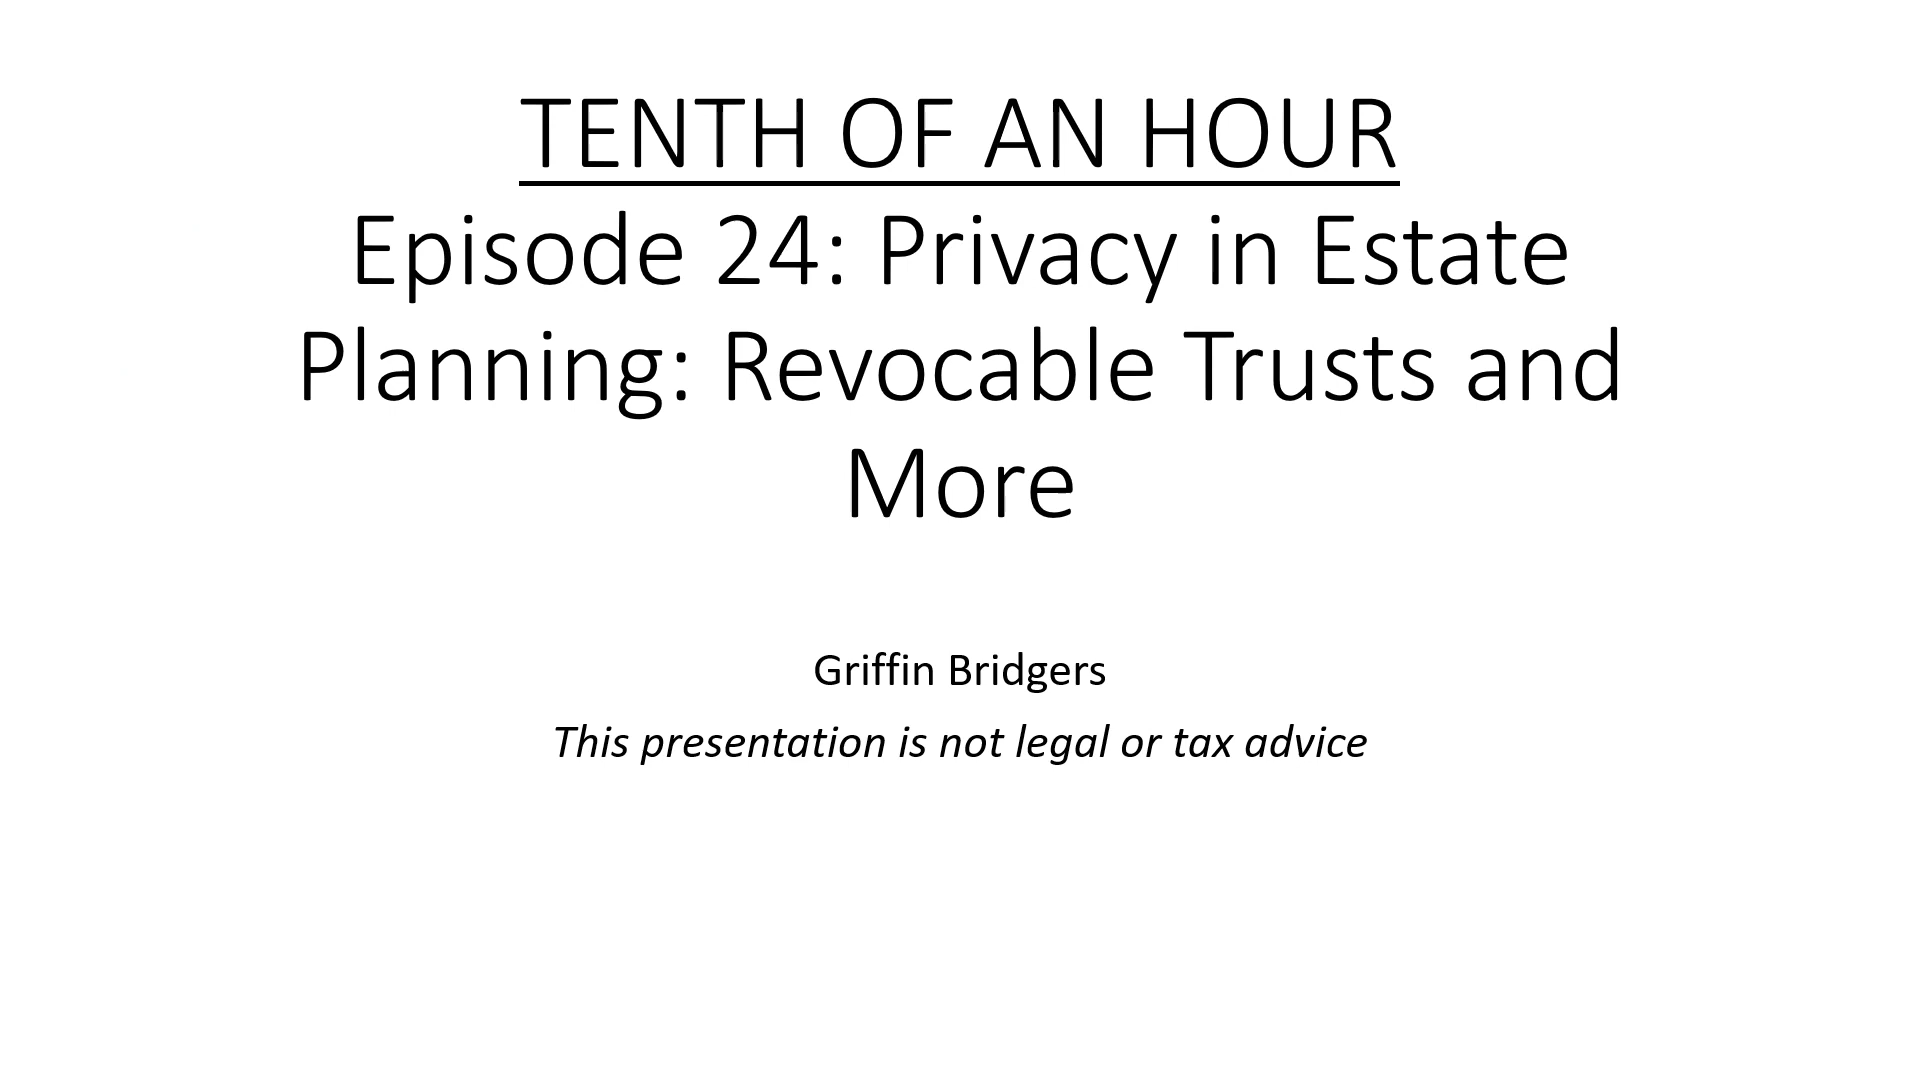 TENTH OF AN HOUR
Episode 24: Privacy in Estate
Planning: Revocable Trusts and
More
Griffin Bridgers
This presentation is not legal or tax advice